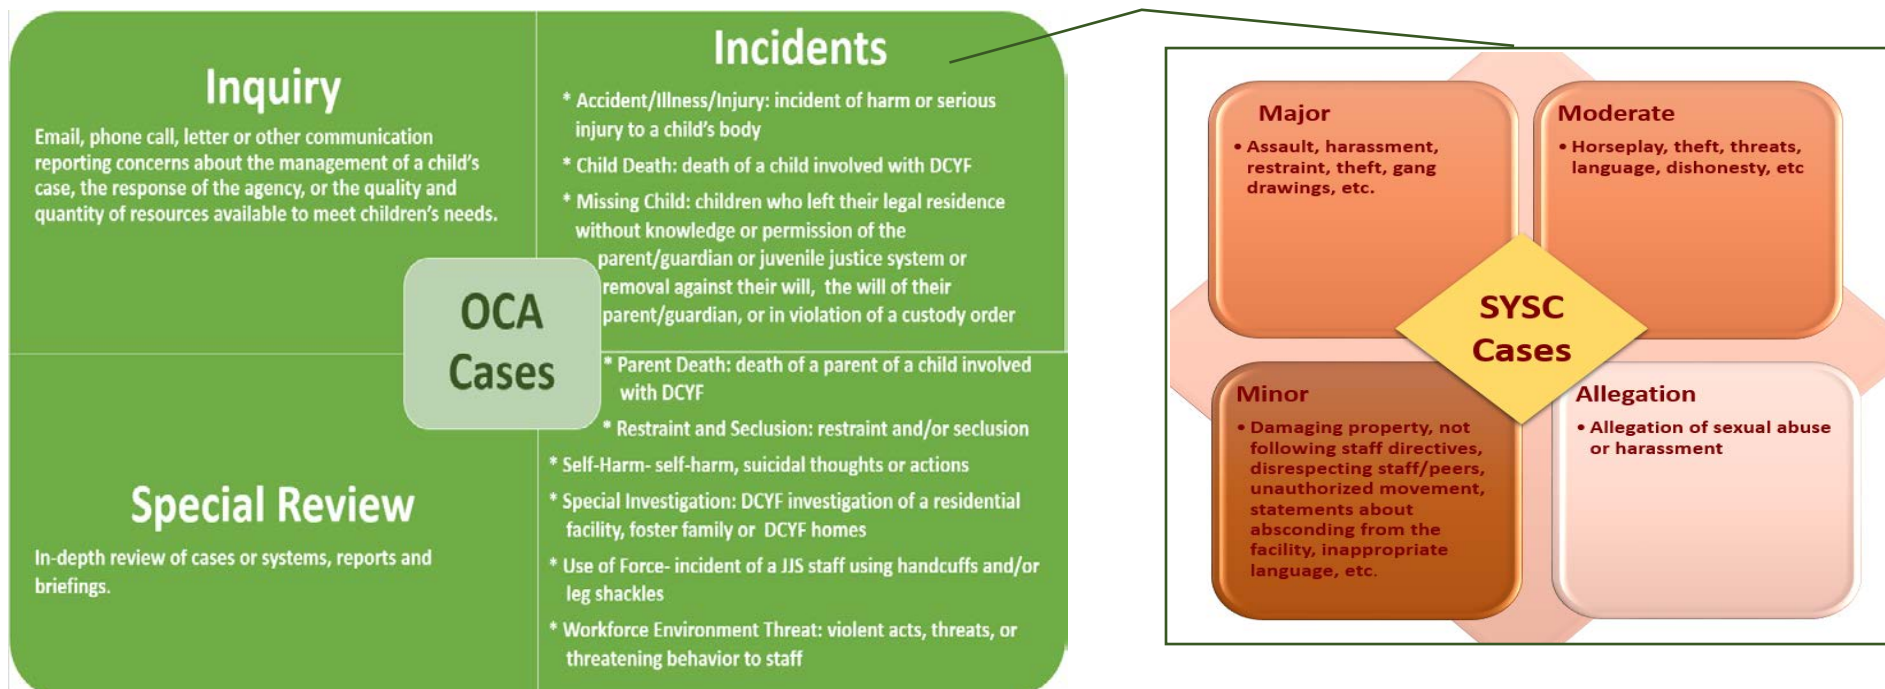 Inquiry
Email, phone call, letter or other communication
reporting concerns about the management of a child's
case, the response of the agency, or the quality and
quantity of resources available to meet children's needs.
Incidents
* Accident/Illness/Injury: incident of harm or serious
injury to a child's body
* Child Death: death of a child involved with DCYF
* Missing Child: children who left their legal residence
without knowledge or permission of the
parent/guardian or juvenile justice system or
removal against their will, the will of their
parent/guardian, or in violation of a custody order
* Parent Death: death of a parent of a child involved
with DCYF
* Restraint and Seclusion: restraint and/or seclusion
* Self-Harm- self-harm, suicidal thoughts or actions
* Special Investigation: DCYF investigation of a residential
facility, foster family or DCYF homes
* Use of Force- incident of a JJS staff using handcuffs and/or
leg shackles
* Workforce Environment Threat: violent acts, threats, or
threatening behavior to staff
OCA
Cases
Special Review
In-depth review of cases or systems, reports and
briefings.
Major
• Assault, harassment,
restraint, theft, gang
drawings, etc.
Moderate
• Horseplay, theft, threats,
language, dishonesty, etc
SYSC
Cases
Minor
• Damaging property, not
following staff directives,
disrespecting staff/peers,
unauthorized movement,
statements about
absconding from the
facility, inappropriate
language, etc.
Allegation
• Allegation of sexual abuse
or harassment